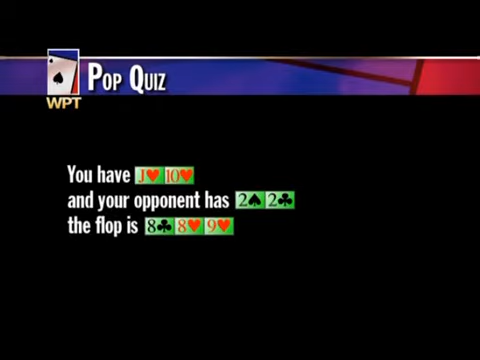 POP QUIZ
WPT
You have J♥ 10♥
and your opponent has 2♠ 2♣
the flop is 8♣ 8♥ 9♥